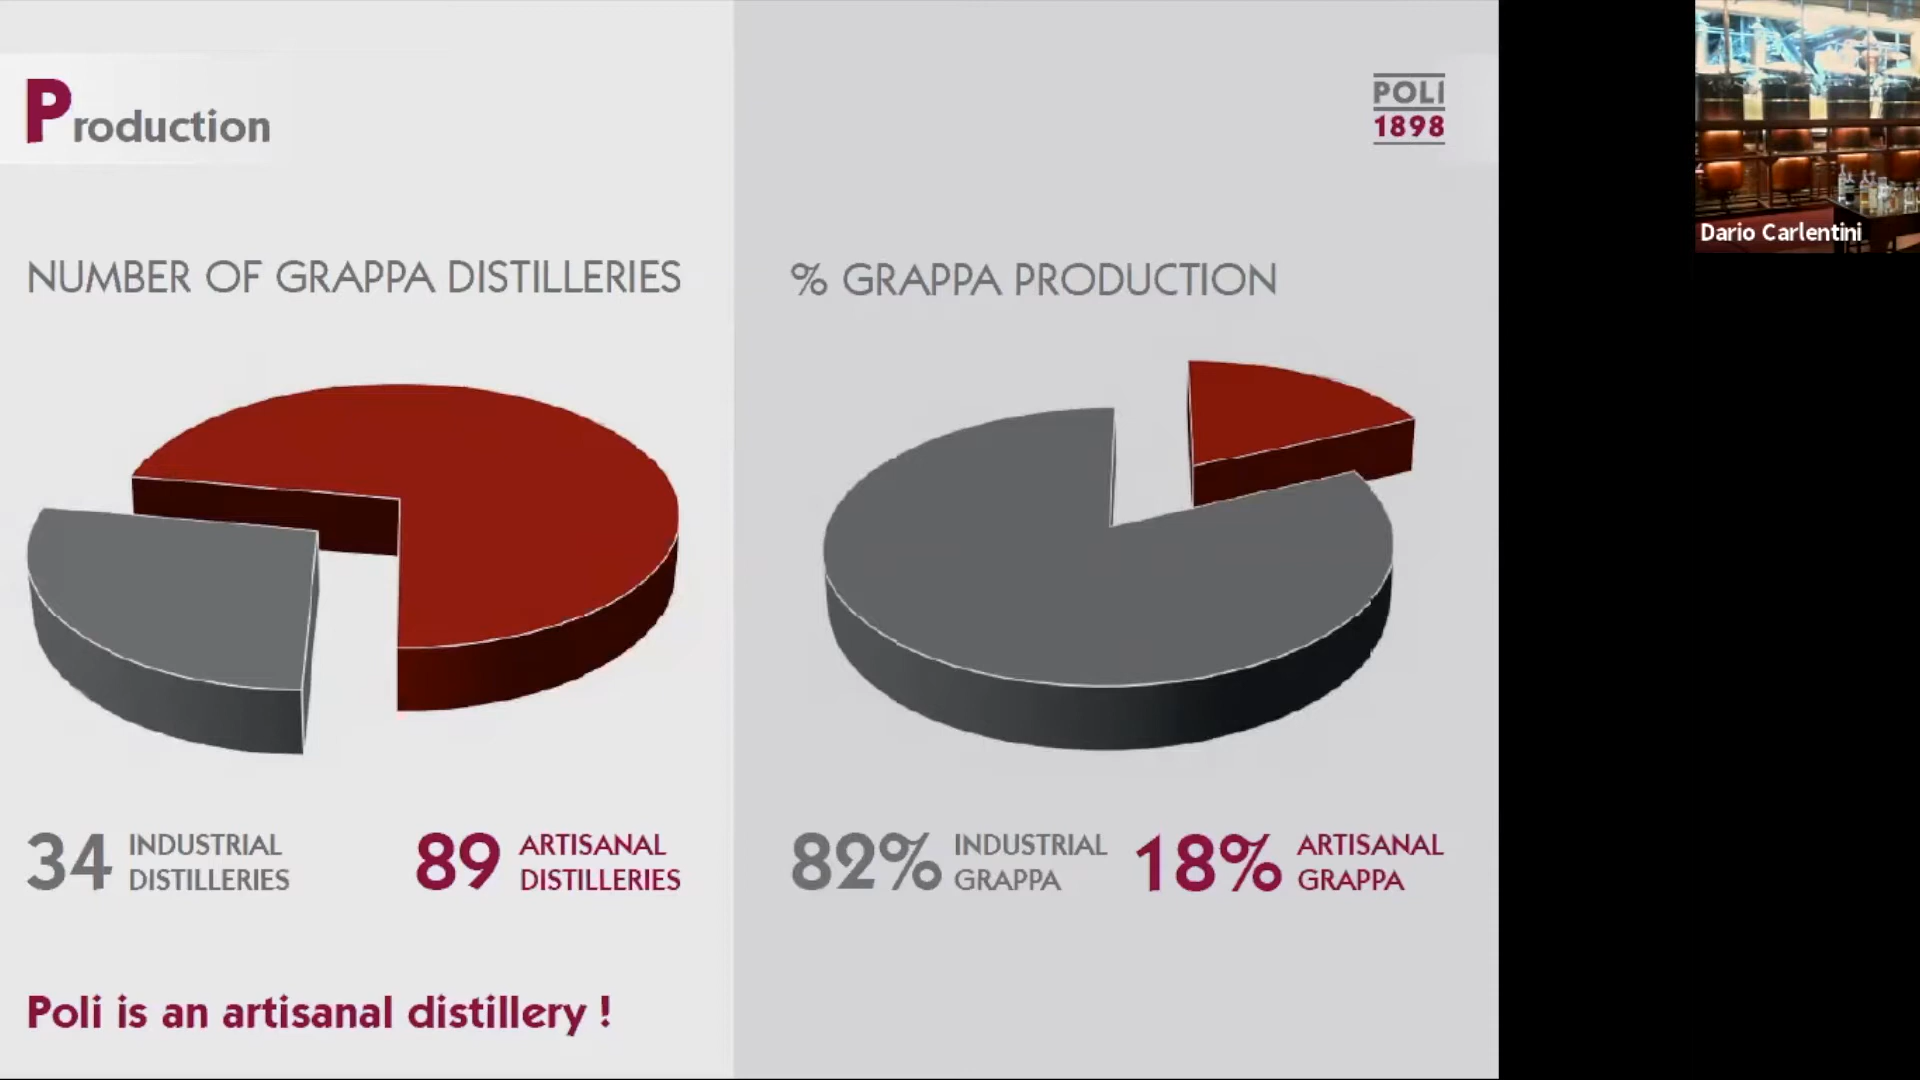 Production
POLI
1898
NUMBER OF GRAPPA DISTILLERIES
34 INDUSTRIAL
DISTILLERIES
89 ARTISANAL
DISTILLERIES
% GRAPPA PRODUCTION
82% INDUSTRIAL
GRAPPA
18% ARTISANAL
GRAPPA
Poli is an artisanal distillery !
Dario Carlentini